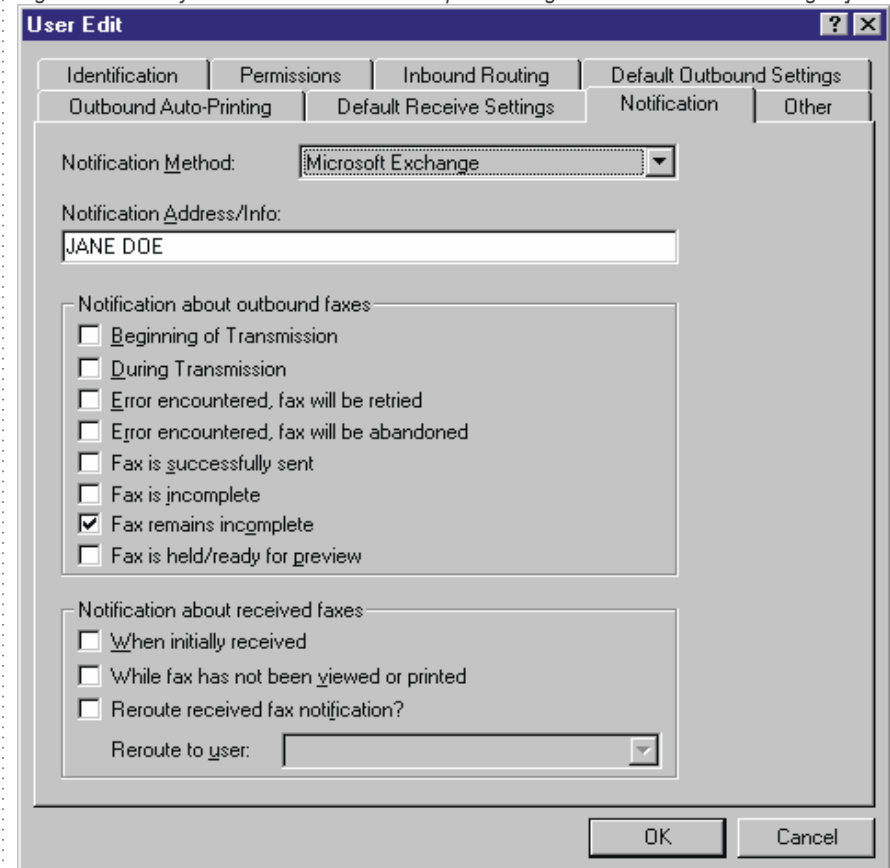 User Edit
Identification Permissions Inbound Routing Default Outbound Settings
Outbound Auto-Printing Default Receive Settings Notification Other
Notification Method: Microsoft Exchange
Notification Address/Info:
JANE DOE
Notification about outbound faxes
Beginning of Transmission
During Transmission
Error encountered, fax will be retried
Error encountered, fax will be abandoned
Fax is successfully sent
Fax is incomplete
Fax remains incomplete
Fax is held/ready for preview
Notification about received faxes
When initially received
While fax has not been viewed or printed
Reroute received fax notification?
Reroute to user:
OK Cancel